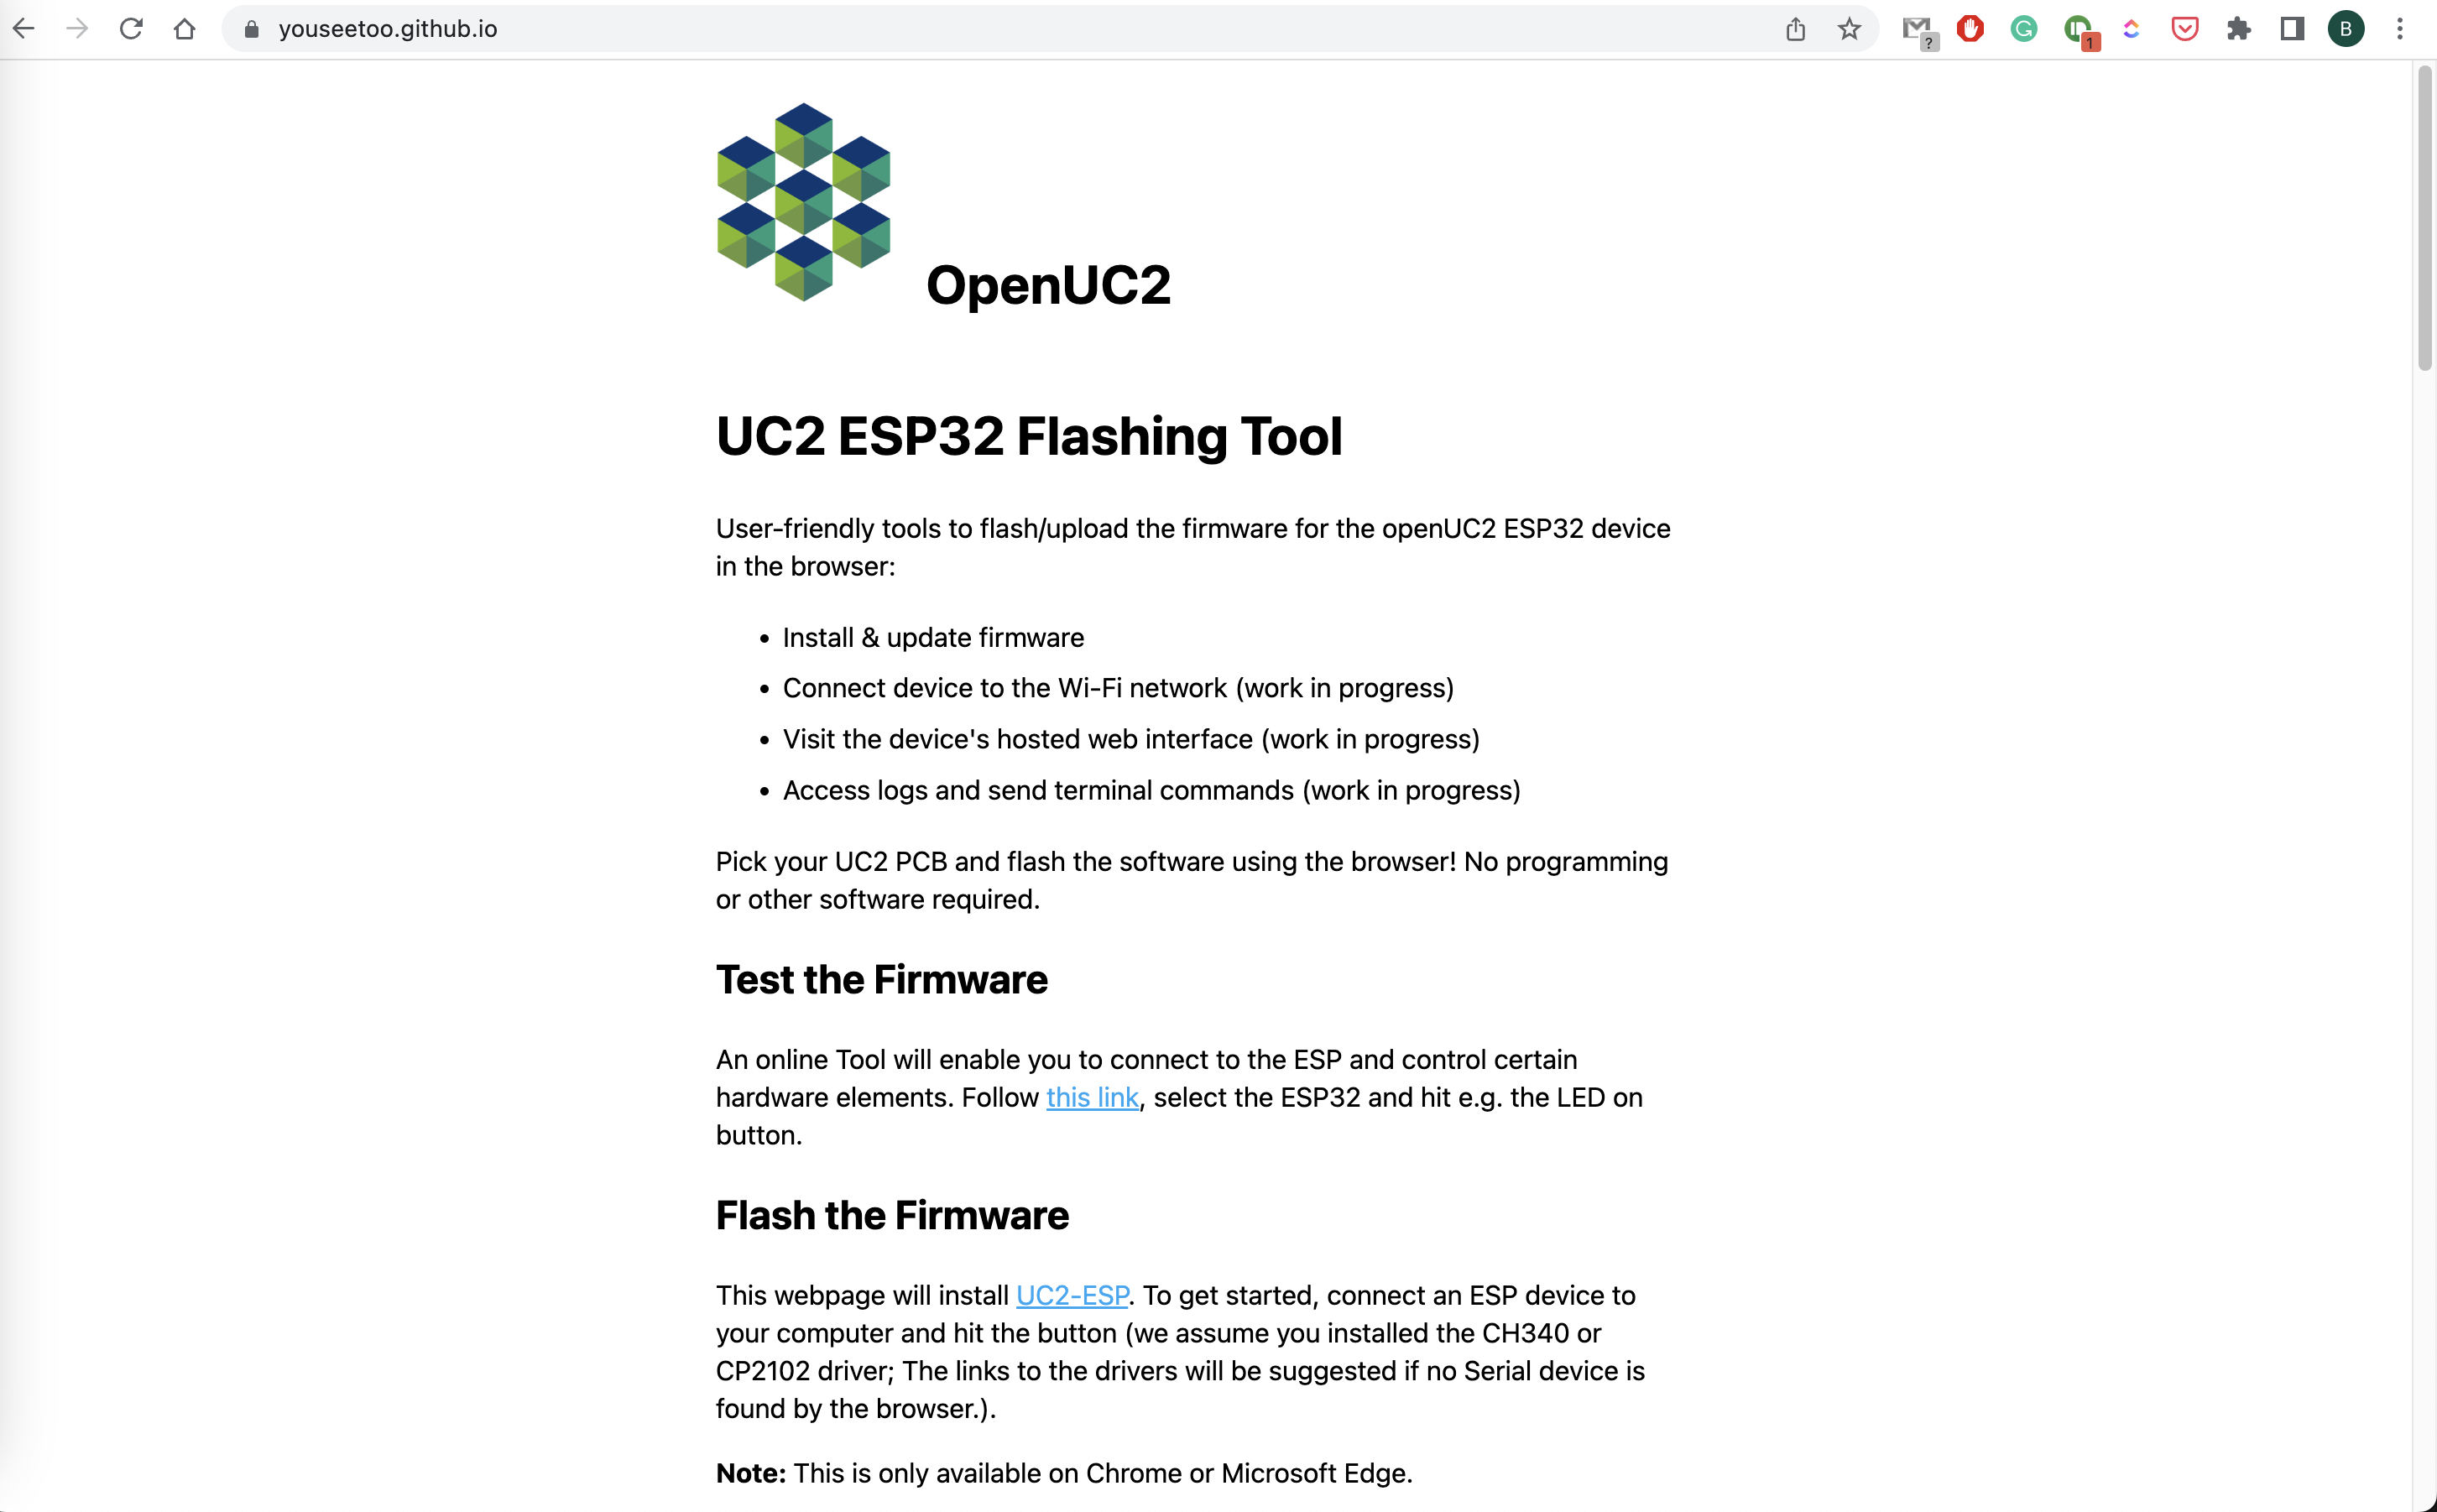 youseetoo.github.io
?
1
B
OpenUC2
UC2 ESP32 Flashing Tool
User-friendly tools to flash/upload the firmware for the openUC2 ESP32 device
in the browser:
• Install & update firmware
• Connect device to the Wi-Fi network (work in progress)
• Visit the device's hosted web interface (work in progress)
• Access logs and send terminal commands (work in progress)
Pick your UC2 PCB and flash the software using the browser! No programming
or other software required.
Test the Firmware
An online Tool will enable you to connect to the ESP and control certain
hardware elements. Follow this link, select the ESP32 and hit e.g. the LED on
button.
Flash the Firmware
This webpage will install UC2-ESP. To get started, connect an ESP device to
your computer and hit the button (we assume you installed the CH340 or
CP2102 driver; The links to the drivers will be suggested if no Serial device is
found by the browser.).
Note: This is only available on Chrome or Microsoft Edge.